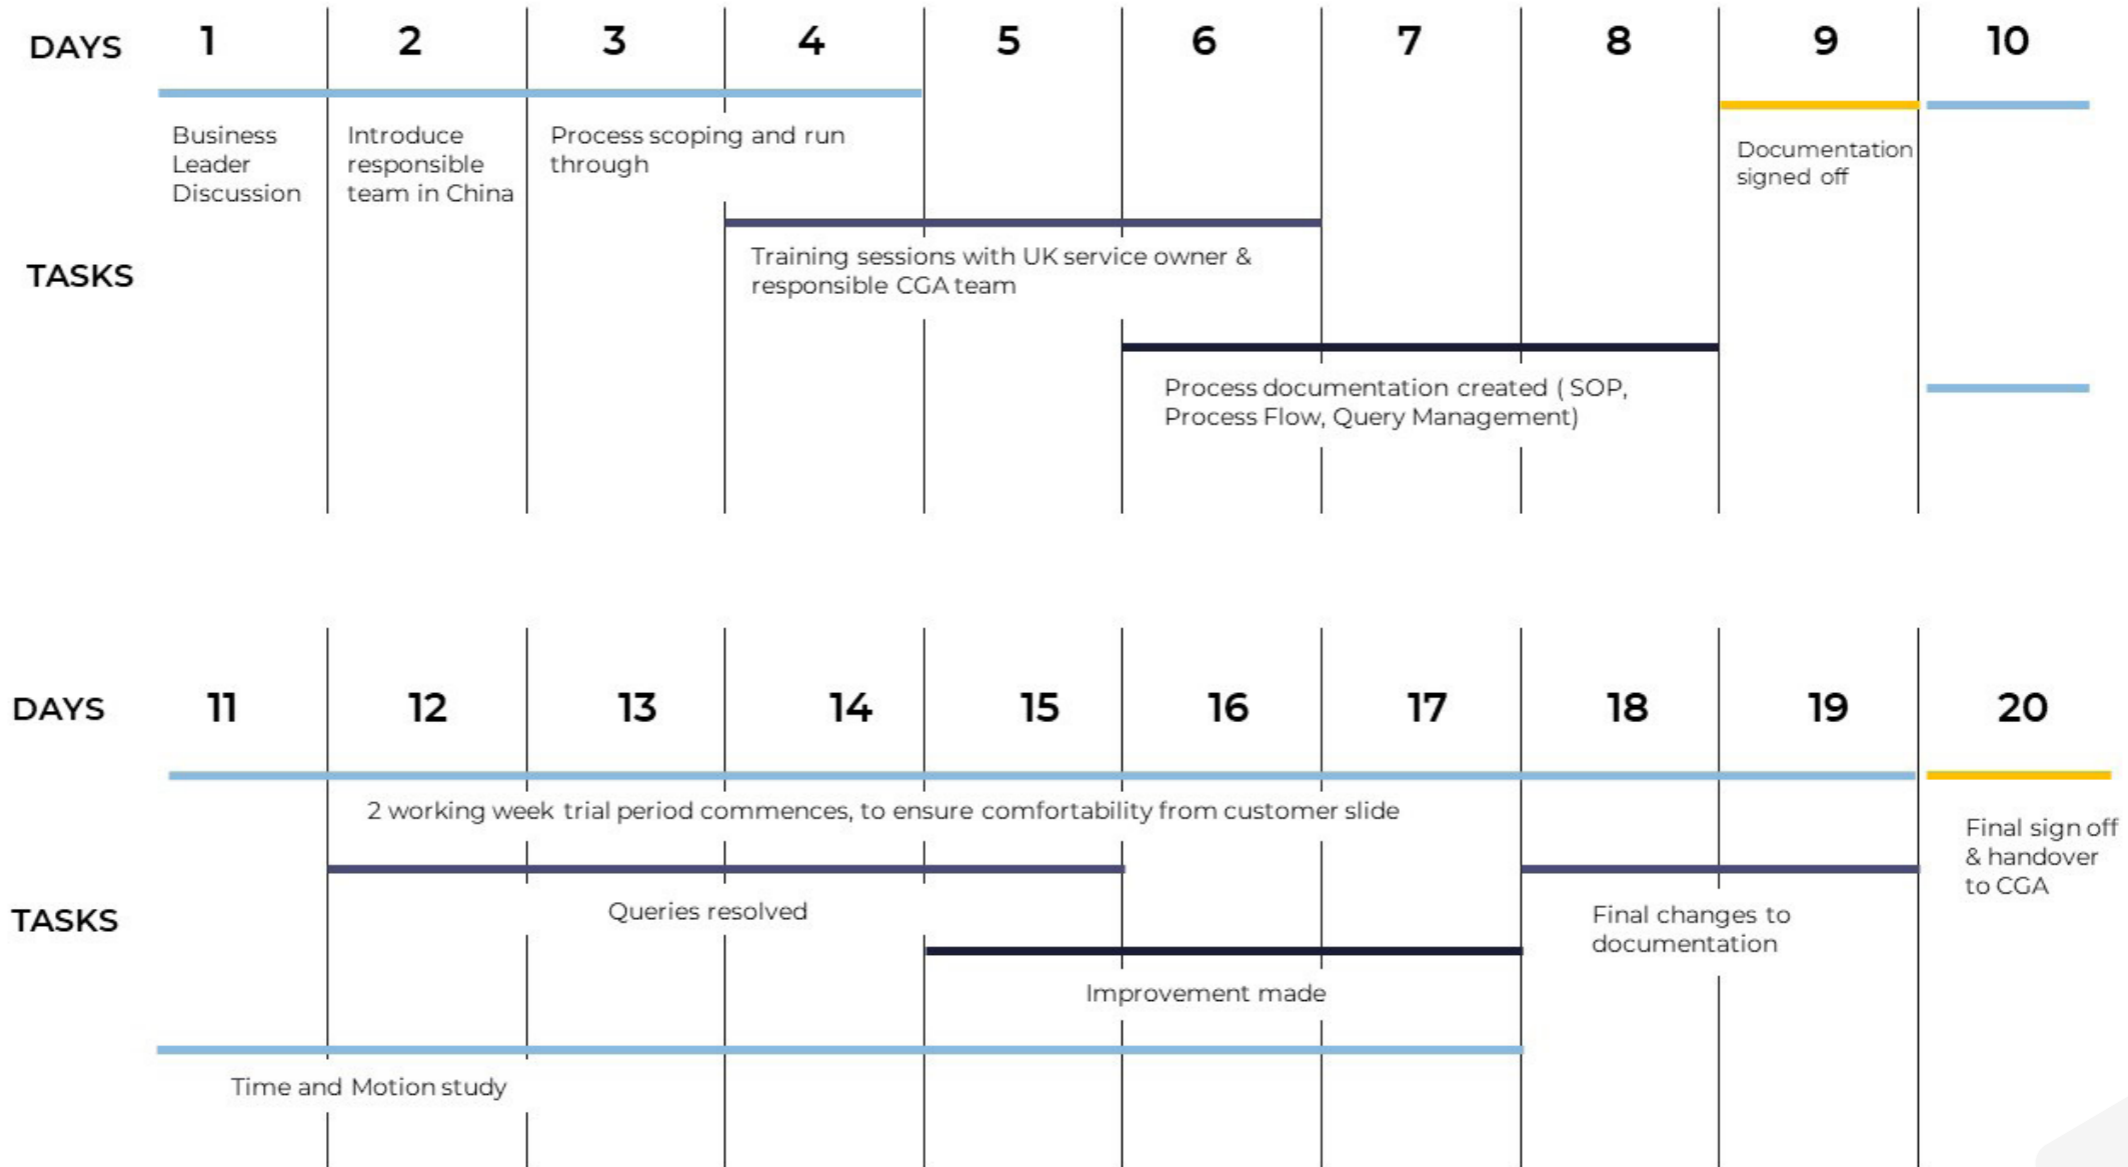 DAYS 1 2 3 4 5 6 7 8 9 10
Business
Leader
Discussion
Introduce
responsible
team in China
Process scoping and run
through
Documentation
signed off
TASKS
Training sessions with UK service owner &
responsible CGA team
Process documentation created ( SOP,
Process Flow, Query Management)
DAYS 11 12 13 14 15 16 17 18 19 20
2 working week trial period commences, to ensure comfortability from customer slide
Final sign off
& handover
to CGA
TASKS
Queries resolved
Final changes to
documentation
Improvement made
Time and Motion study